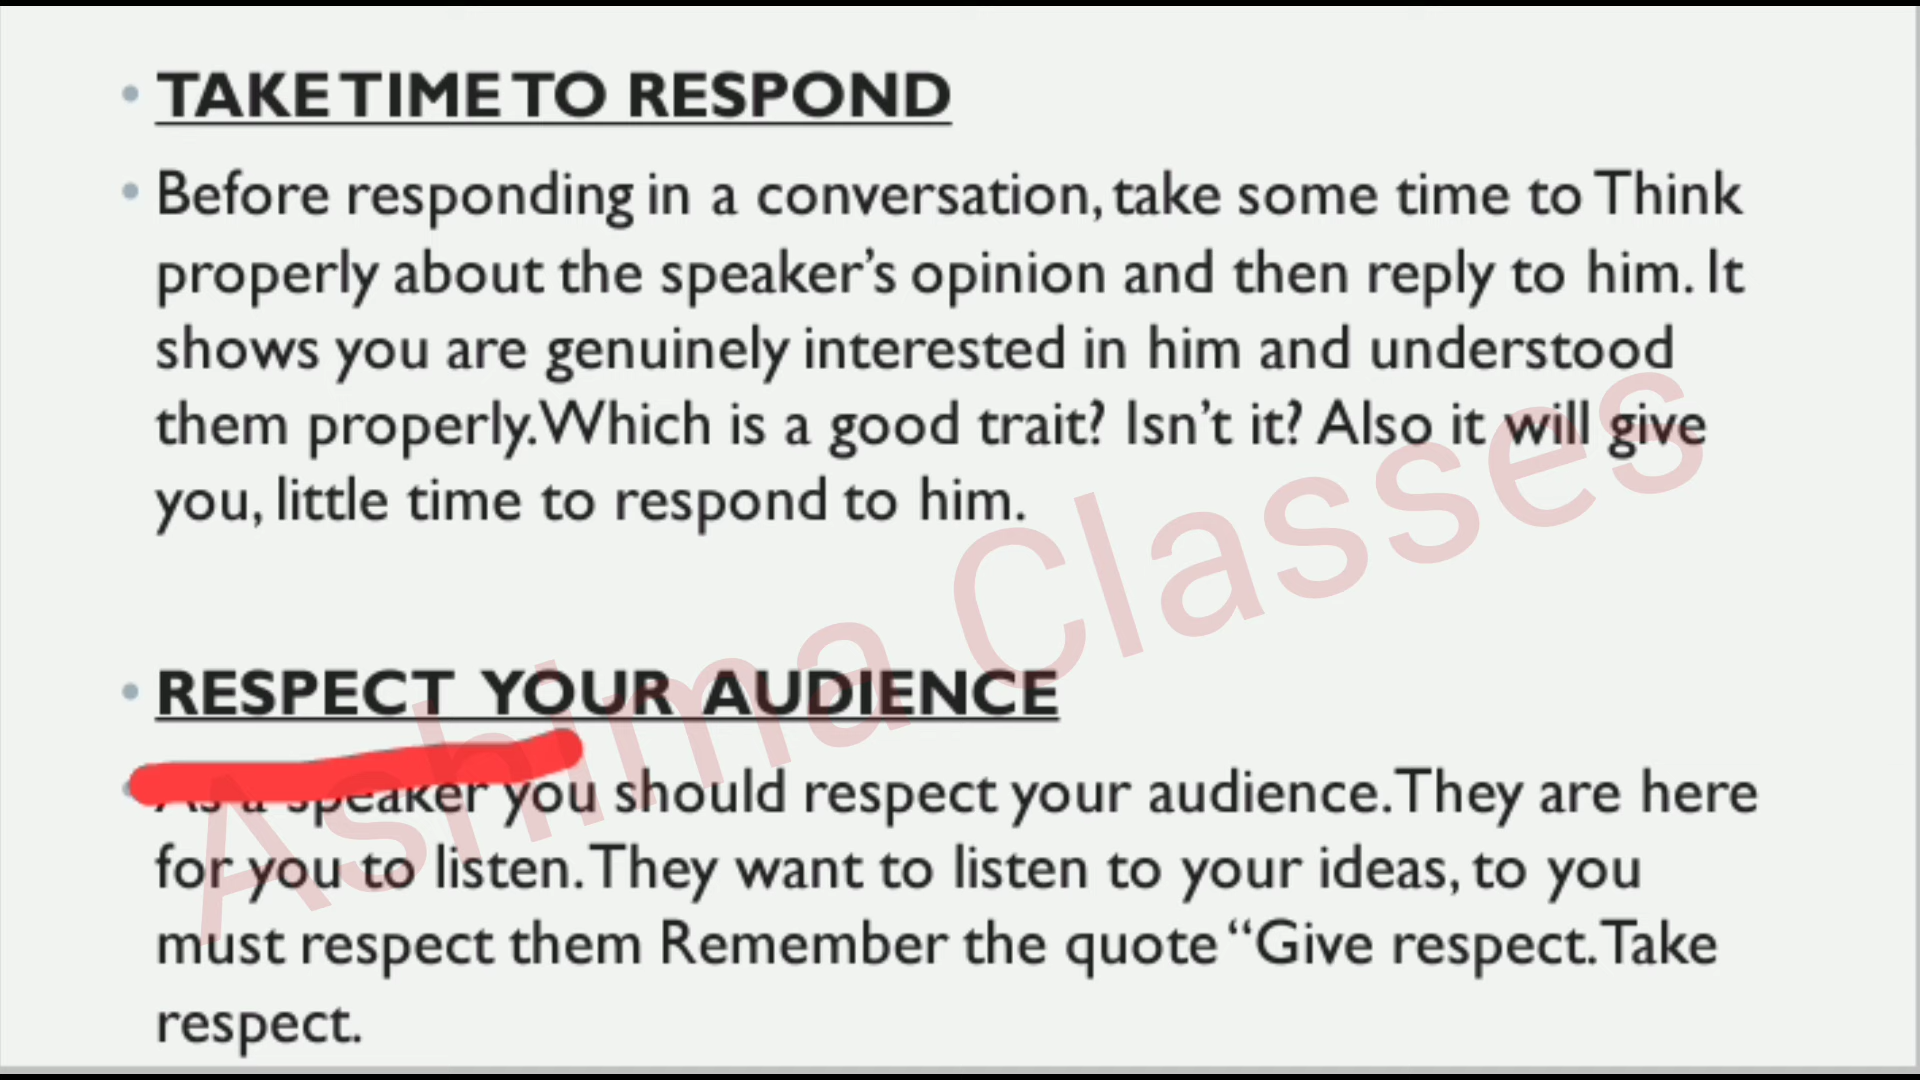 TAKE TIME TO RESPOND
Before responding in a conversation, take some time to Think
properly about the speaker’s opinion and then reply to him. It
shows you are genuinely interested in him and understood
them properly. Which is a good trait? Isn’t it? Also it will give
you, little time to respond to him.
RESPECT YOUR AUDIENCE
As a speaker you should respect your audience. They are here
for you to listen. They want to listen to your ideas, to you
must respect them Remember the quote “Give respect. Take
respect.
Ashima Classes